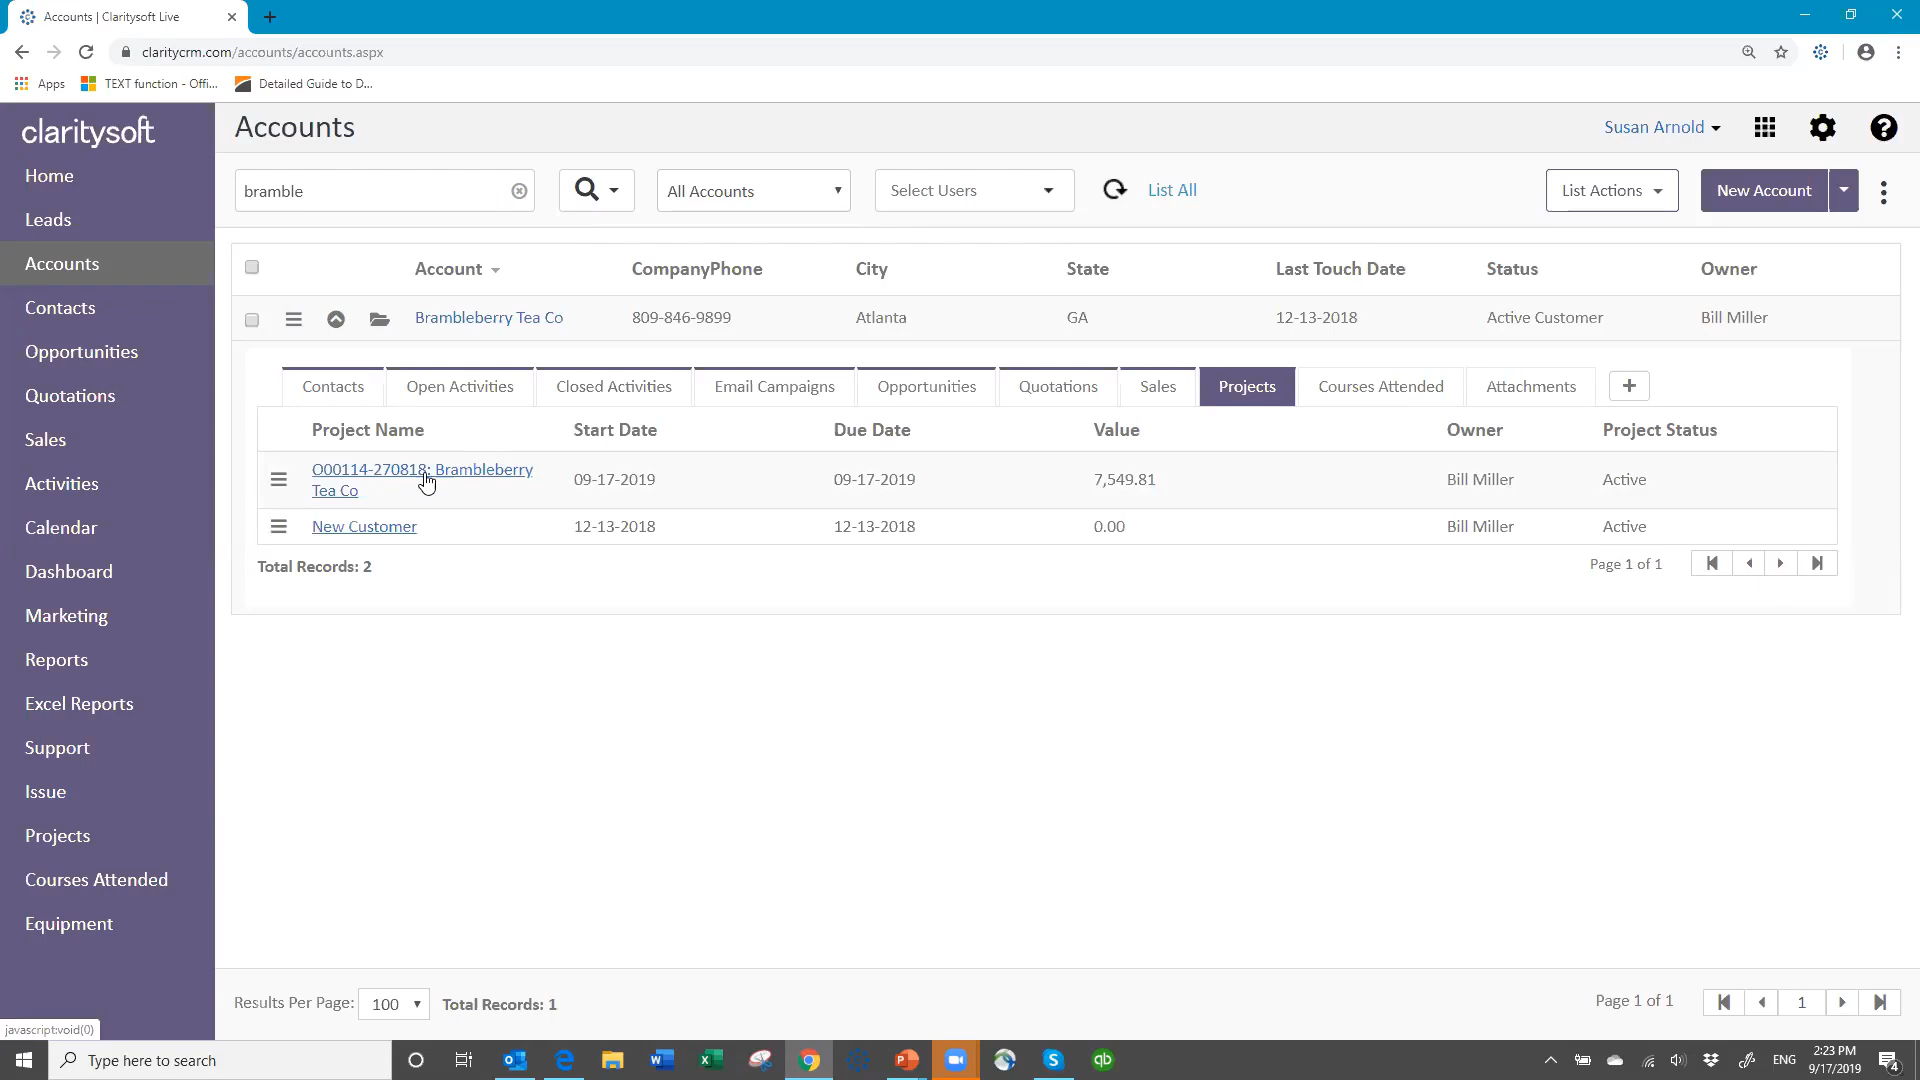 Accounts | Claritysoft Live
claritycrm.com/accounts/accounts.aspx
Apps TEXT function - Offi... Detailed Guide to D...
claritysoft
Accounts
Susan Arnold
Home
Leads
Accounts
Contacts
Opportunities
Quotations
Sales
Activities
Calendar
Dashboard
Marketing
Reports
Excel Reports
Support
Issue
Projects
Courses Attended
Equipment
bramble
All Accounts
Select Users
List All
List Actions
New Account
Account CompanyPhone City State Last Touch Date Status Owner
Brambleberry Tea Co 809-846-9899 Atlanta GA 12-13-2018 Active Customer Bill Miller
Contacts Open Activities Closed Activities Email Campaigns Opportunities Quotations Sales Projects Courses Attended Attachments +
Project Name Start Date Due Date Value Owner Project Status
O00114-270818: Brambleberry
Tea Co 09-17-2019 09-17-2019 7,549.81 Bill Miller Active
New Customer 12-13-2018 12-13-2018 0.00 Bill Miller Active
Total Records: 2
Page 1 of 1
Results Per Page: 100 Total Records: 1
Page 1 of 1 1
javascript:void(0)
Type here to search
ENG
2:23 PM
9/17/2019
4